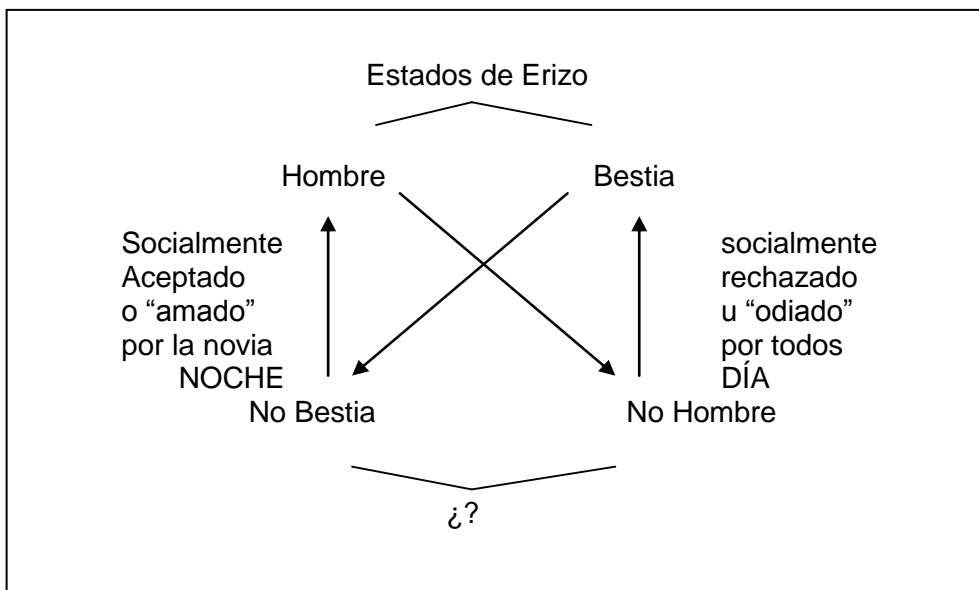 Estados de Erizo
Hombre
Bestia
Socialmente
Aceptado
o “amado”
por la novia
NOCHE
socialmente
rechazado
u “odiado”
por todos
DÍA
No Bestia
No Hombre
¿?